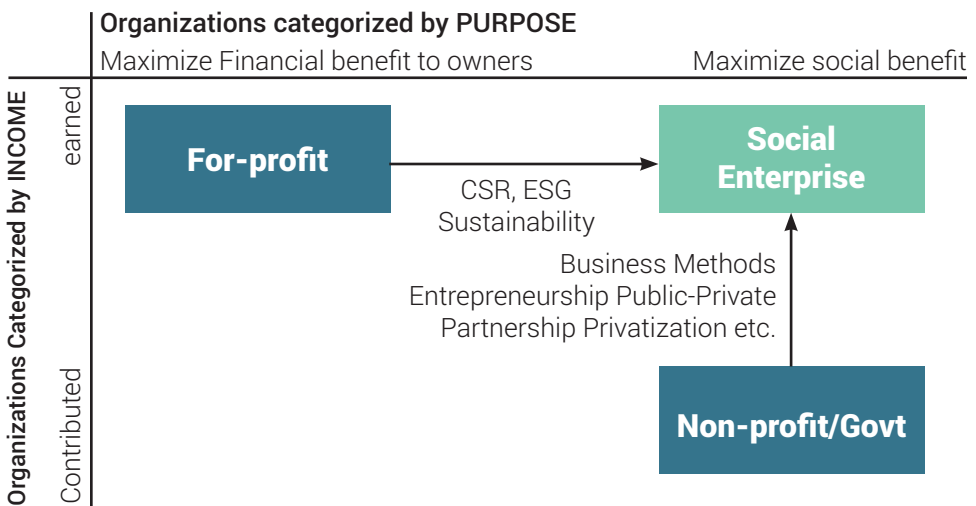 Organizations categorized by PURPOSE
Maximize Financial benefit to owners
Maximize social benefit
Organizations Categorized by INCOME
earned
Contributed
For-profit
CSR, ESG
Sustainability
Social
Enterprise
Business Methods
Entrepreneurship Public-Private
Partnership Privatization etc.
Non-profit/Govt